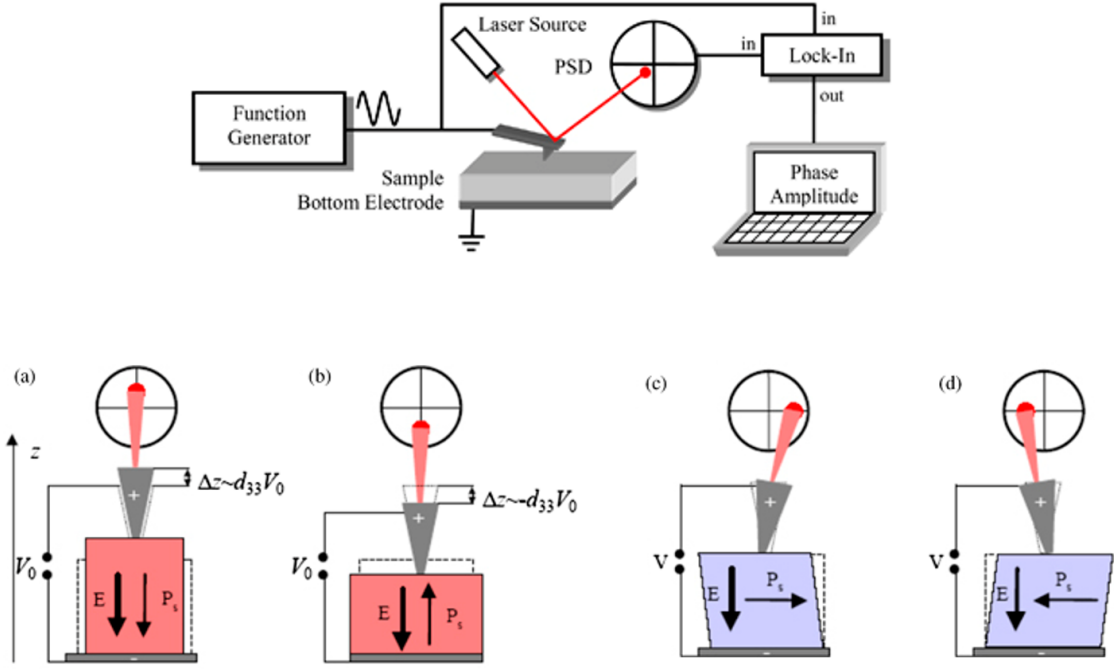 Laser Source
in
PSD
in
Lock-In
out
Function
Generator
Sample
Bottom Electrode
Phase
Amplitude
(a)
(b)
(c)
(d)
z
Δz~d33V0
Δz~-d33V0
V0
V0
V
V
+
+
+
+
E
Ps
E
Ps
E
Ps
E
Ps
-
-
-
-